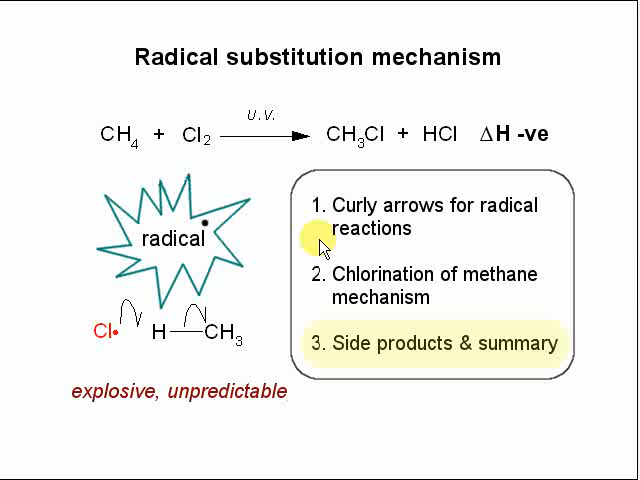 Radical substitution mechanism
U.V.
CH4 + Cl2 ⟶ CH3Cl + HCl ΔH -ve
radical•
1. Curly arrows for radical
reactions
2. Chlorination of methane
mechanism
3. Side products & summary
Cl• H—CH3
explosive, unpredictable